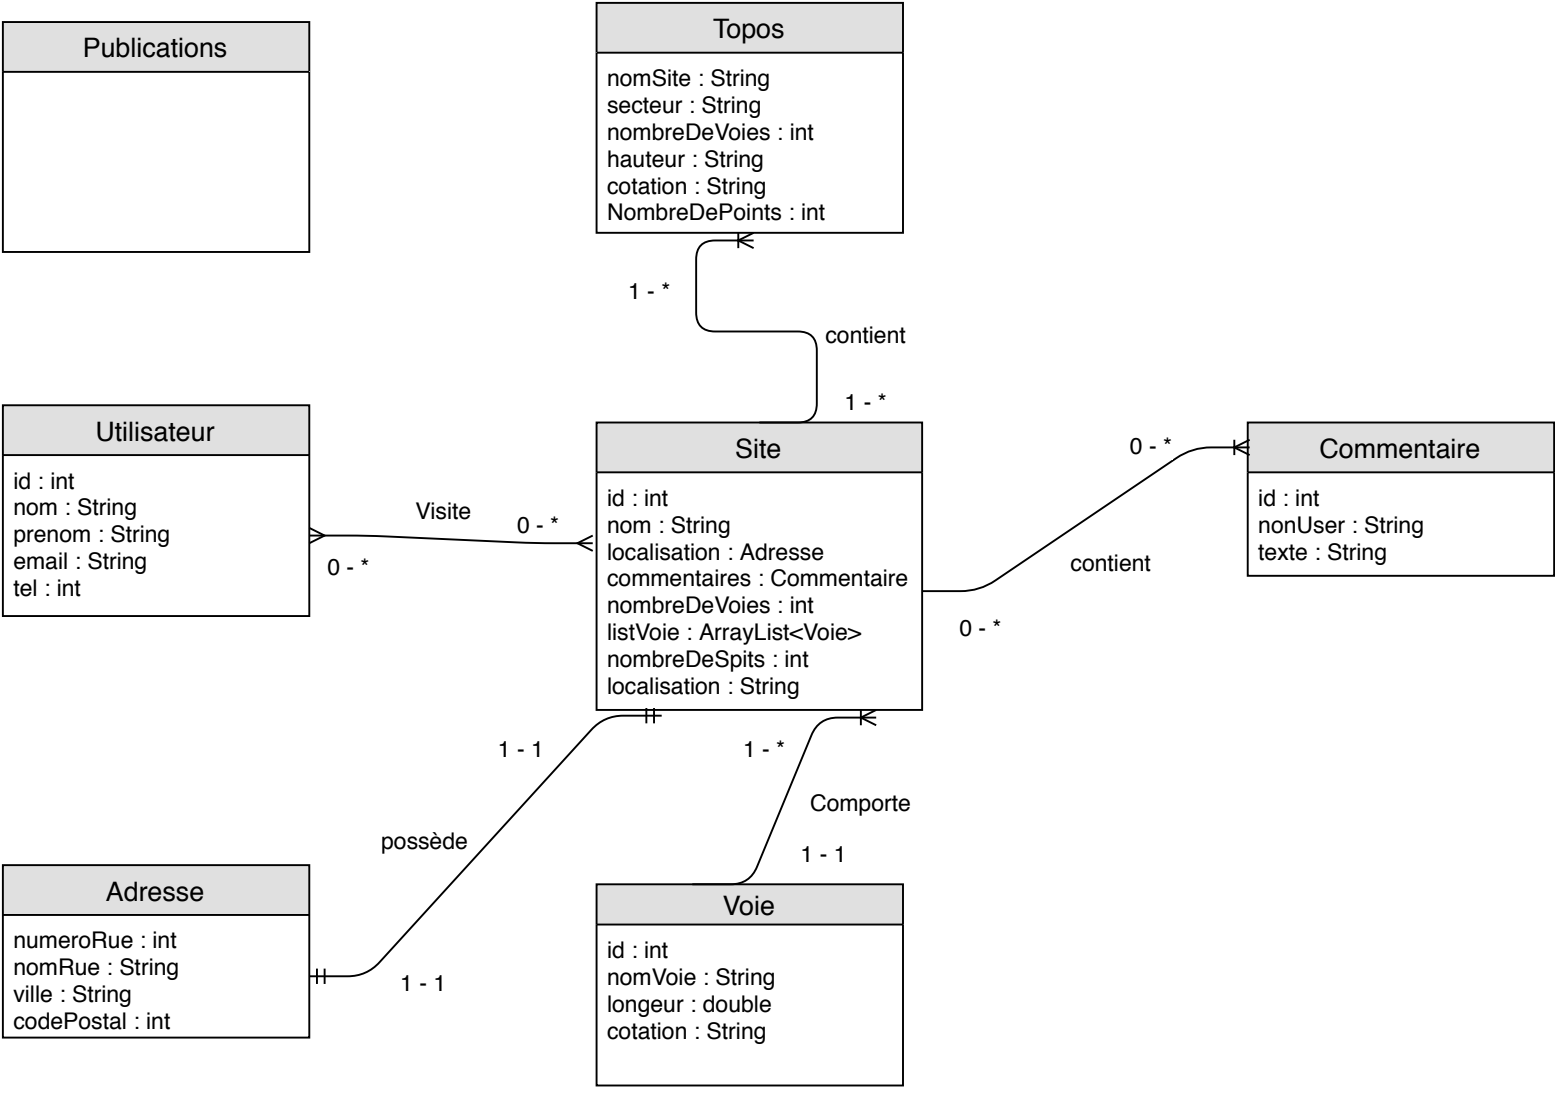 Publications
Topos
nomSite : String
secteur : String
nombreDeVoies : int
hauteur : String
cotation : String
NombreDePoints : int
1 - *
contient
1 - *
Utilisateur
id : int
nom : String
prenom : String
email : String
tel : int
Visite
0 - *
0 - *
Site
id : int
nom : String
localisation : Adresse
commentaires : Commentaire
nombreDeVoies : int
listVoie : ArrayList<Voie>
nombreDeSpits : int
localisation : String
0 - *
contient
0 - *
Commentaire
id : int
nonUser : String
texte : String
1 - 1
possède
1 - 1
1 - *
Comporte
1 - 1
Adresse
numeroRue : int
nomRue : String
ville : String
codePostal : int
Voie
id : int
nomVoie : String
longeur : double
cotation : String